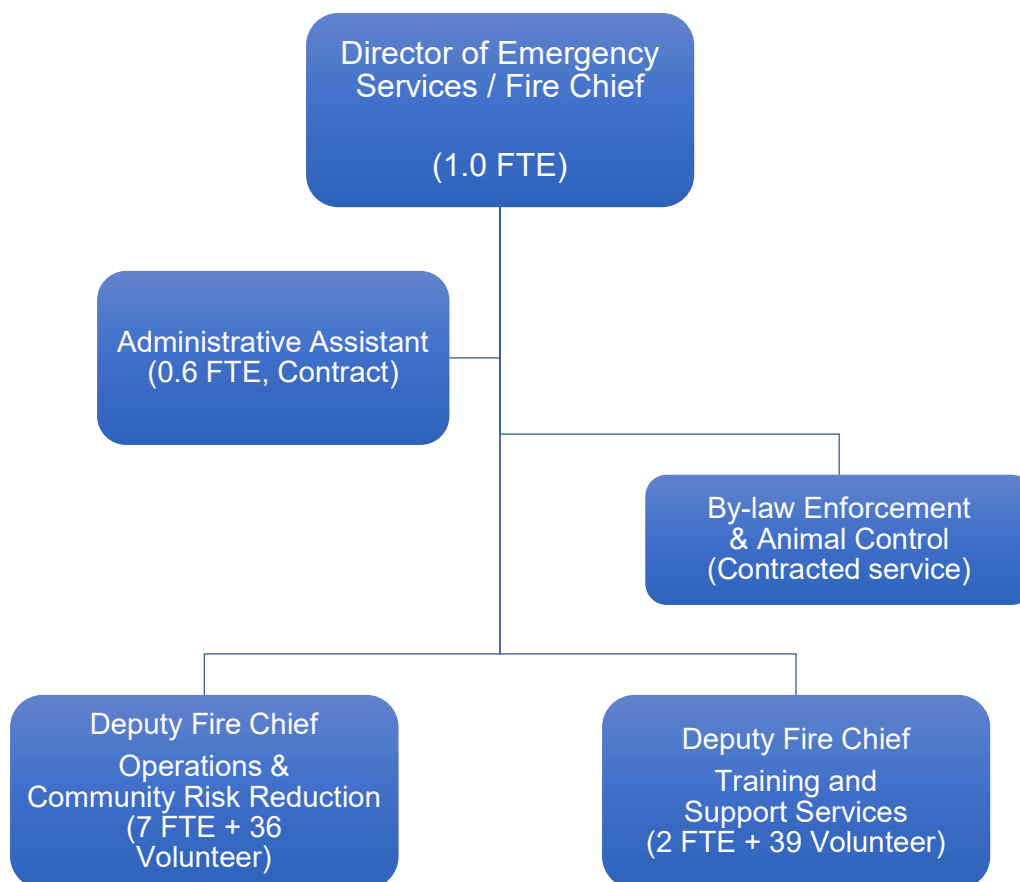 Director of Emergency
Services / Fire Chief
(1.0 FTE)
Administrative Assistant
(0.6 FTE, Contract)
By-law Enforcement
& Animal Control
(Contracted service)
Deputy Fire Chief
Operations &
Community Risk Reduction
(7 FTE + 36
Volunteer)
Deputy Fire Chief
Training and
Support Services
(2 FTE + 39 Volunteer)